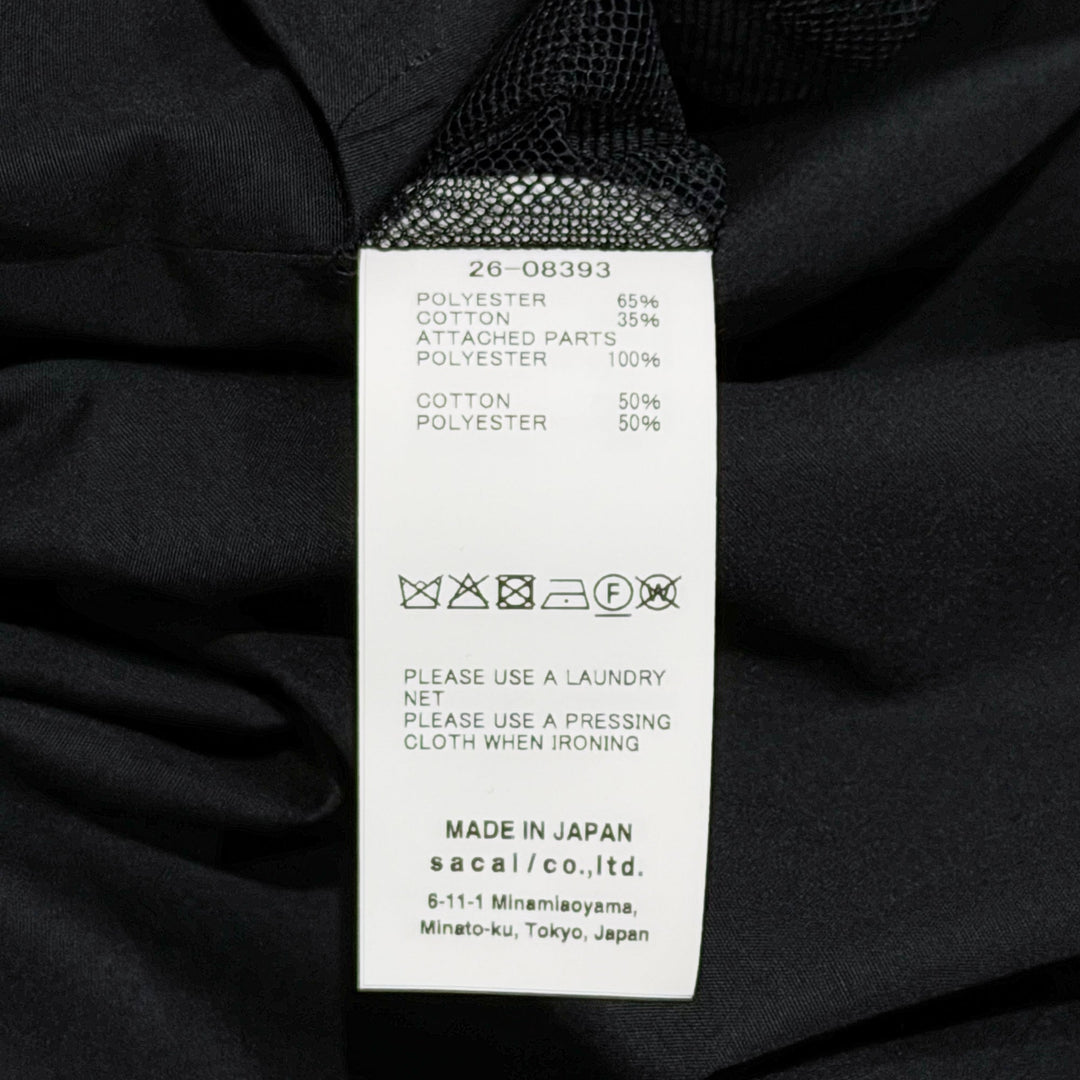 26-08393
POLYESTER 65%
COTTON 35%
ATTACHED PARTS
POLYESTER 100%
COTTON 50%
POLYESTER 50%
F W
PLEASE USE A LAUNDRY
NET
PLEASE USE A PRESSING
CLOTH WHEN IRONING
MADE IN JAPAN
sacai/co.,ltd.
6-11-1 Minamiaoyama,
Minato-ku, Tokyo, Japan